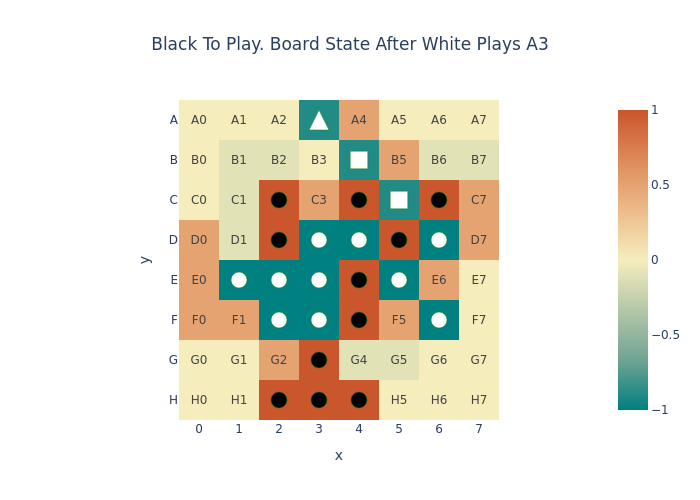 Black To Play. Board State After White Plays A3
A A0 A1 A2 A4 A5 A6 A7
B B0 B1 B2 B3 B5 B6 B7
C C0 C1 C3 C7
D D0 D1 D7
E E0 E6 E7
F F0 F1 F5 F7
G G0 G1 G2 G4 G5 G6 G7
H H0 H1 H5 H6 H7
0 1 2 3 4 5 6 7
x
y
1
0.5
0
−0.5
−1